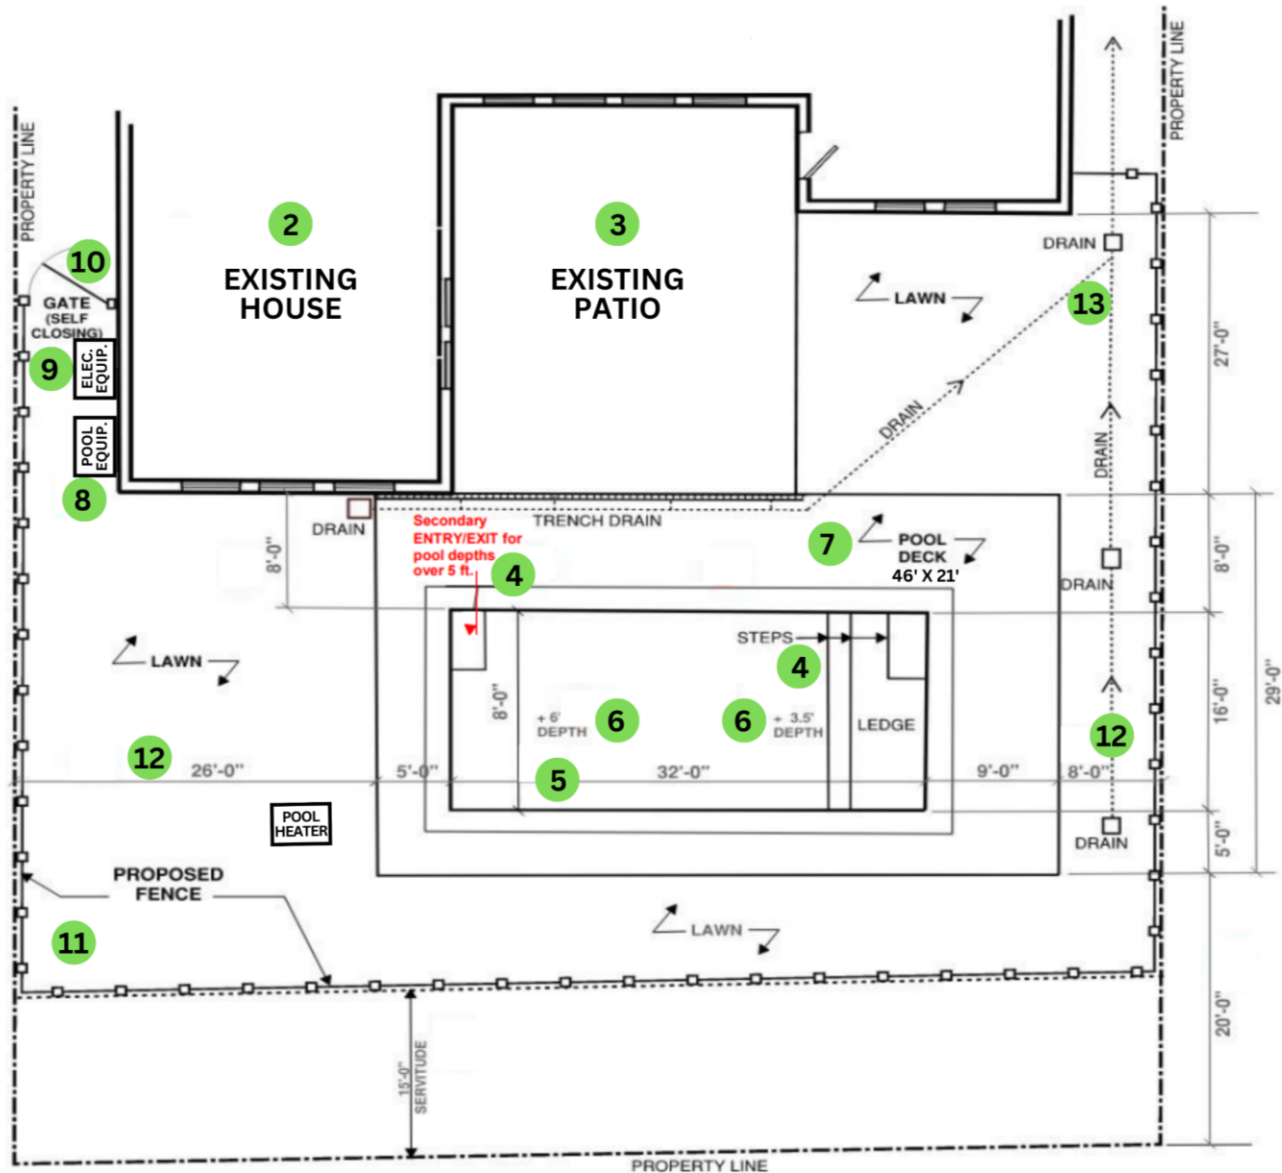 PROPERTY LINE
PROPERTY LINE
2
EXISTING
HOUSE
3
EXISTING
PATIO
10
GATE
(SELF
CLOSING)
9
ELEC.
EQUIP.
POOL
EQUIP.
8
DRAIN
LAWN
13
27'-0"
DRAIN
DRAIN
DRAIN
TRENCH DRAIN
Secondary
ENTRY/EXIT for
pool depths
over 5 ft.
4
7
POOL
DECK
46' X 21'
8'-0"
8'-0"
DRAIN
LAWN
STEPS
4
8'-0"
+ 6'
DEPTH
6
6
+ 3.5'
DEPTH
LEDGE
16'-0"
29'-0"
12
12
26'-0"
5'-0"
32'-0"
9'-0"
8'-0"
5
POOL
HEATER
DRAIN
5'-0"
PROPOSED
FENCE
11
LAWN
20'-0"
15'-0"
SERVITUDE
PROPERTY LINE